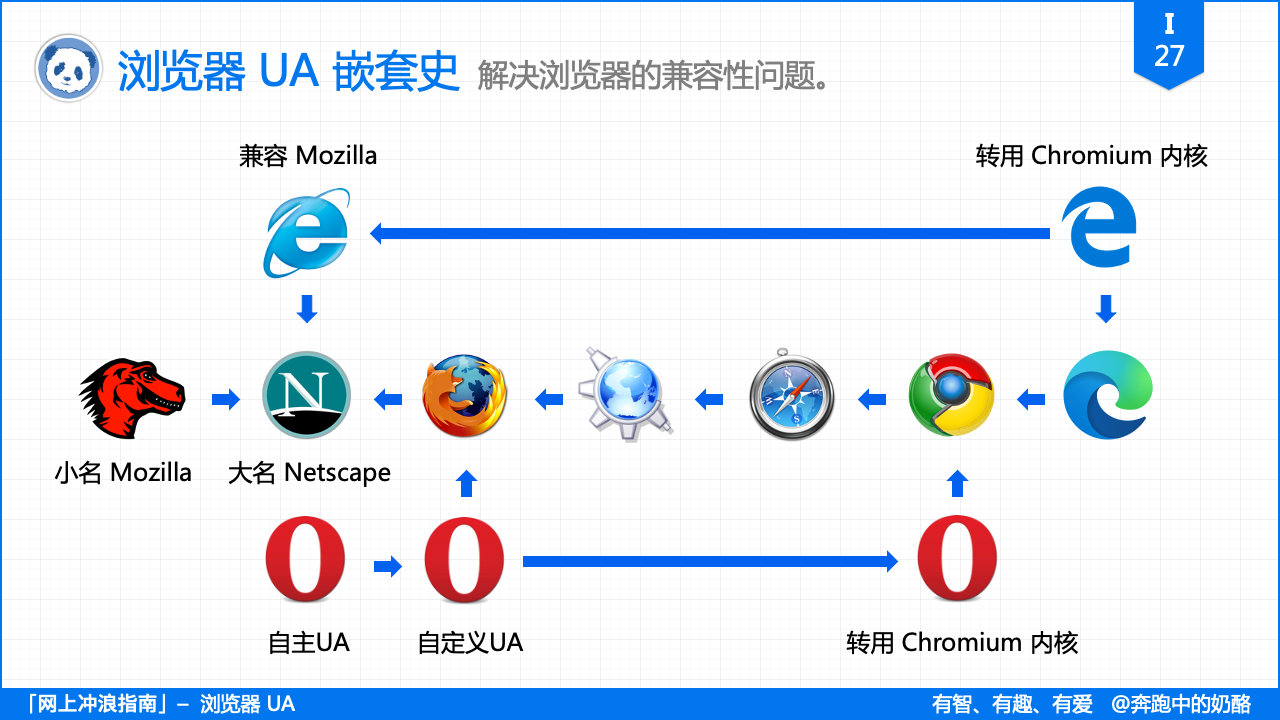 I
27
浏览器 UA 嵌套史 解决浏览器的兼容性问题。
兼容 Mozilla
转用 Chromium 内核
N
N
S
W
E
小名 Mozilla
大名 Netscape
自主UA
自定义UA
转用 Chromium 内核
「网上冲浪指南」– 浏览器 UA
有智、有趣、有爱 @奔跑中的奶酪